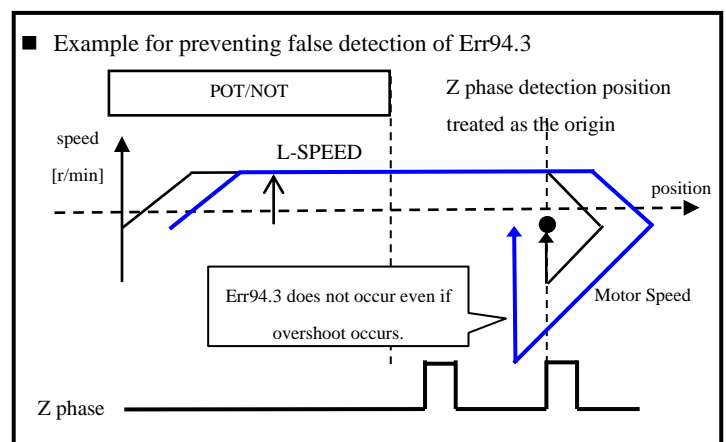 ■ Example for preventing false detection of Err94.3
POT/NOT
Z phase detection position
treated as the origin
speed
[r/min]
L-SPEED
position
Err94.3 does not occur even if
overshoot occurs.
Motor Speed
Z phase